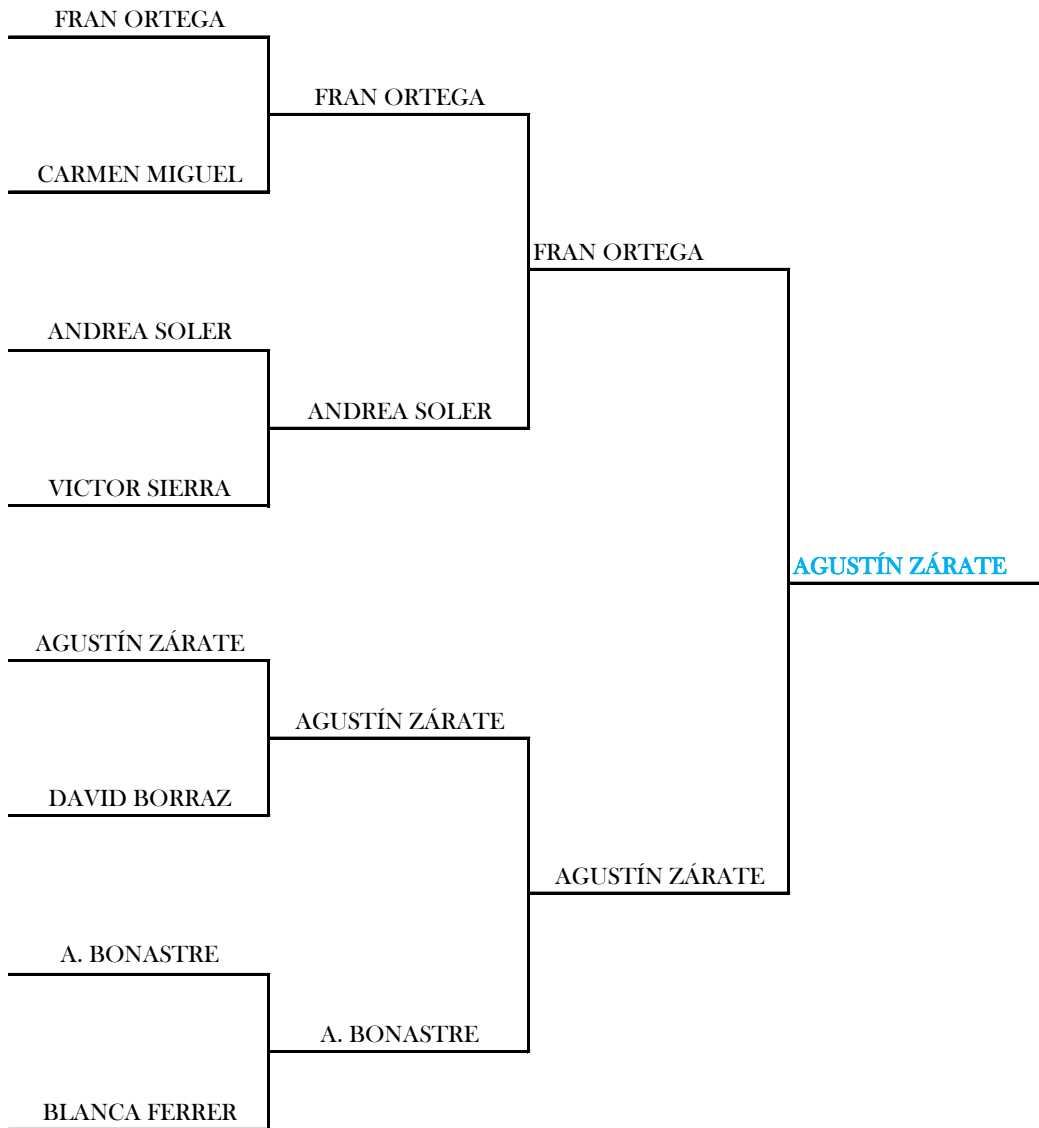 FRAN ORTEGA
FRAN ORTEGA
CARMEN MIGUEL
FRAN ORTEGA
ANDREA SOLER
ANDREA SOLER
VICTOR SIERRA
AGUSTÍN ZÁRATE
AGUSTÍN ZÁRATE
AGUSTÍN ZÁRATE
DAVID BORRAZ
AGUSTÍN ZÁRATE
A. BONASTRE
A. BONASTRE
BLANCA FERRER